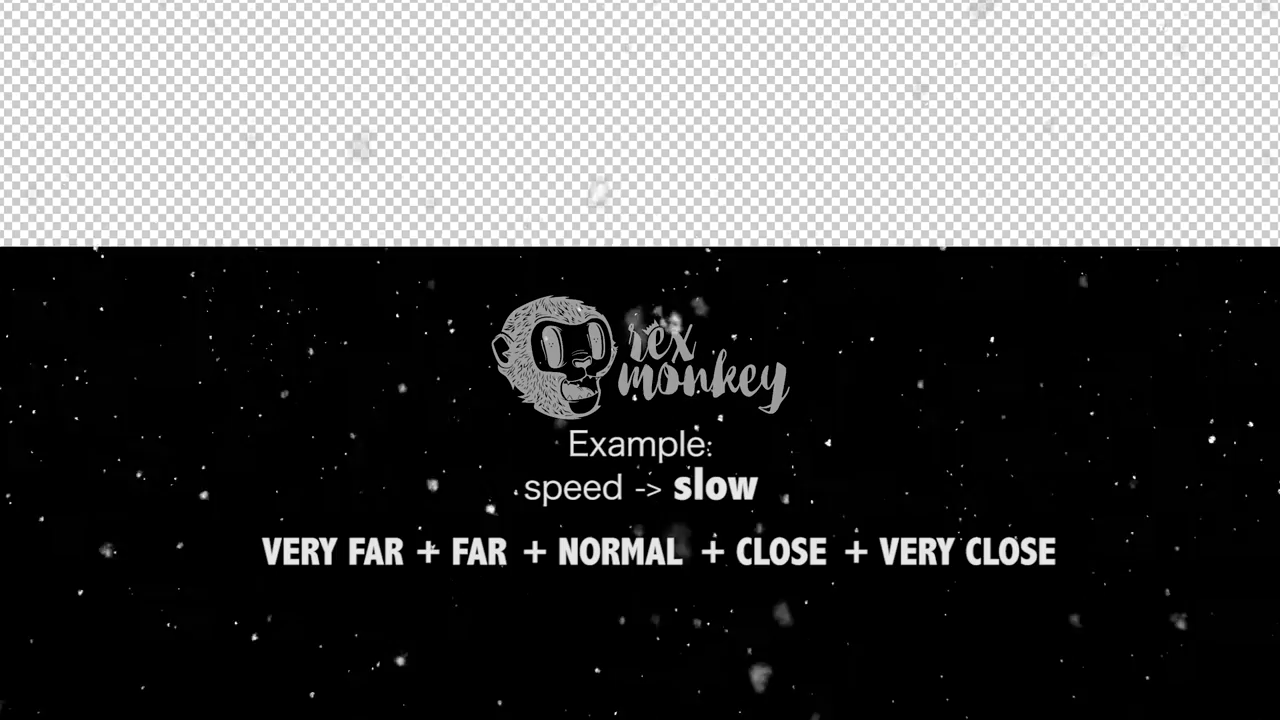 rex
monkey
Example:
speed -> slow
VERY FAR + FAR + NORMAL + CLOSE + VERY CLOSE